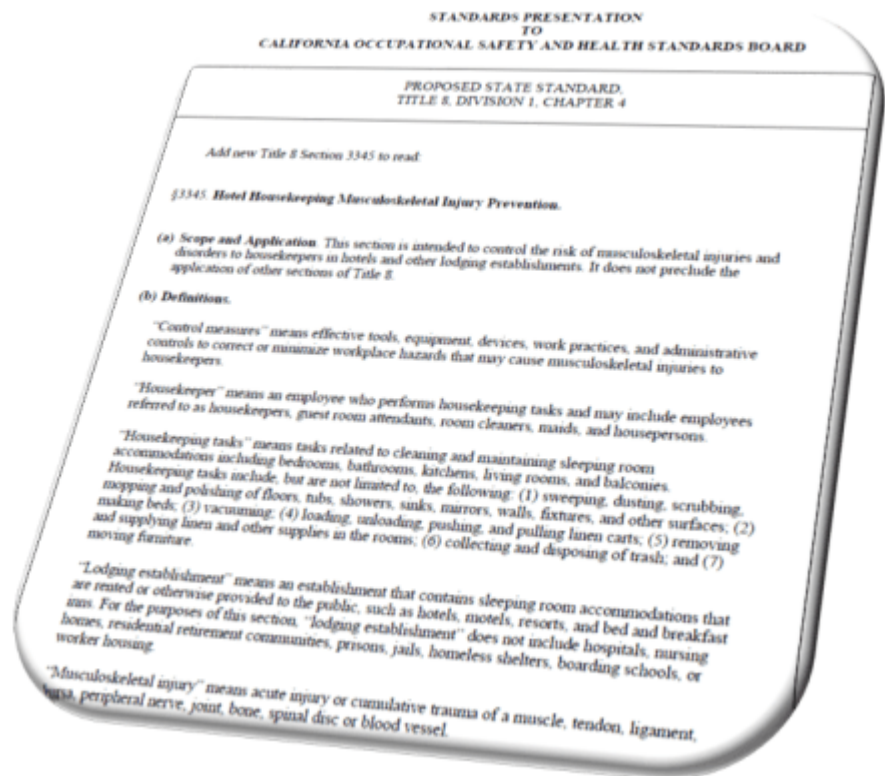 STANDARDS PRESENTATION
TO
CALIFORNIA OCCUPATIONAL SAFETY AND HEALTH STANDARDS BOARD
PROPOSED STATE STANDARD,
TITLE 8, DIVISION 1, CHAPTER 4
Add new Title 8 Section 3345 to read:
§3345. Hotel Housekeeping Musculoskeletal Injury Prevention.
(a) Scope and Application. This section is intended to control the risk of musculoskeletal injuries and
disorders to housekeepers in hotels and other lodging establishments. It does not preclude the
application of other sections of Title 8.
(b) Definitions.
"Control measures" means effective tools, equipment, devices, work practices, and administrative
controls to correct or minimize workplace hazards that may cause musculoskeletal injuries to
housekeepers.
"Housekeeper" means an employee who performs housekeeping tasks and may include employees
referred to as housekeepers, guest room attendants, room cleaners, maids, and housepersons.
"Housekeeping tasks" means tasks related to cleaning and maintaining sleeping room
accommodations including bedrooms, bathrooms, kitchens, living rooms, and balconies.
Housekeeping tasks include, but are not limited to, the following: (1) sweeping, dusting, scrubbing,
mopping and polishing of floors, tubs, showers, sinks, mirrors, walls, fixtures, and other surfaces; (2)
making beds; (3) vacuuming; (4) loading, unloading, pushing, and pulling linen carts; (5) removing
and supplying linen and other supplies in the rooms; (6) collecting and disposing of trash; and (7)
moving furniture.
"Lodging establishment" means an establishment that contains sleeping room accommodations that
are rented or otherwise provided to the public, such as hotels, motels, resorts, and bed and breakfast
inns. For the purposes of this section, "lodging establishment" does not include hospitals, nursing
homes, residential retirement communities, prisons, jails, homeless shelters, boarding schools, or
worker housing.
"Musculoskeletal injury" means acute injury or cumulative trauma of a muscle, tendon, ligament,
bursa, peripheral nerve, joint, bone, spinal disc or blood vessel.